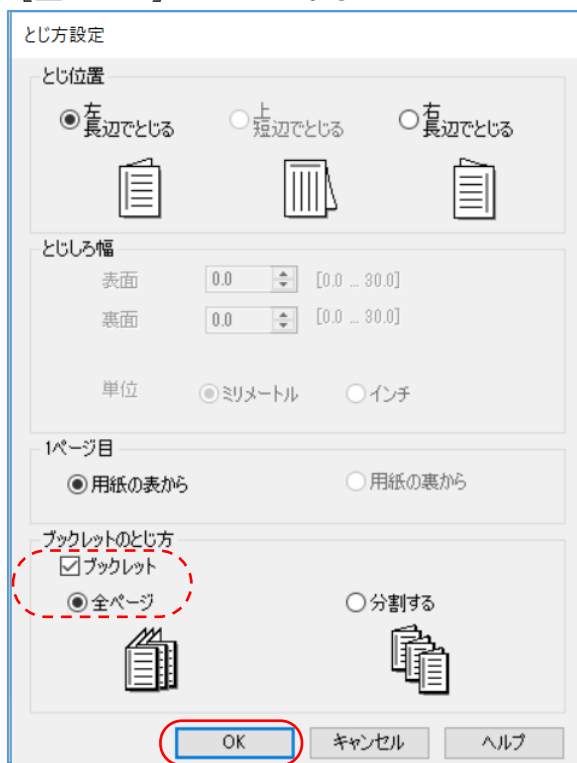 とじ方設定
とじ位置
左 長辺でとじる 上 短辺でとじる 右 長辺でとじる
とじしろ幅
表面 0.0 [0.0 ... 30.0]
裏面 0.0 [0.0 ... 30.0]
単位 ミリメートル インチ
1ページ目
用紙の表から 用紙の裏から
ブックレットのとじ方
ブックレット
全ページ 分割する
OK キャンセル ヘルプ